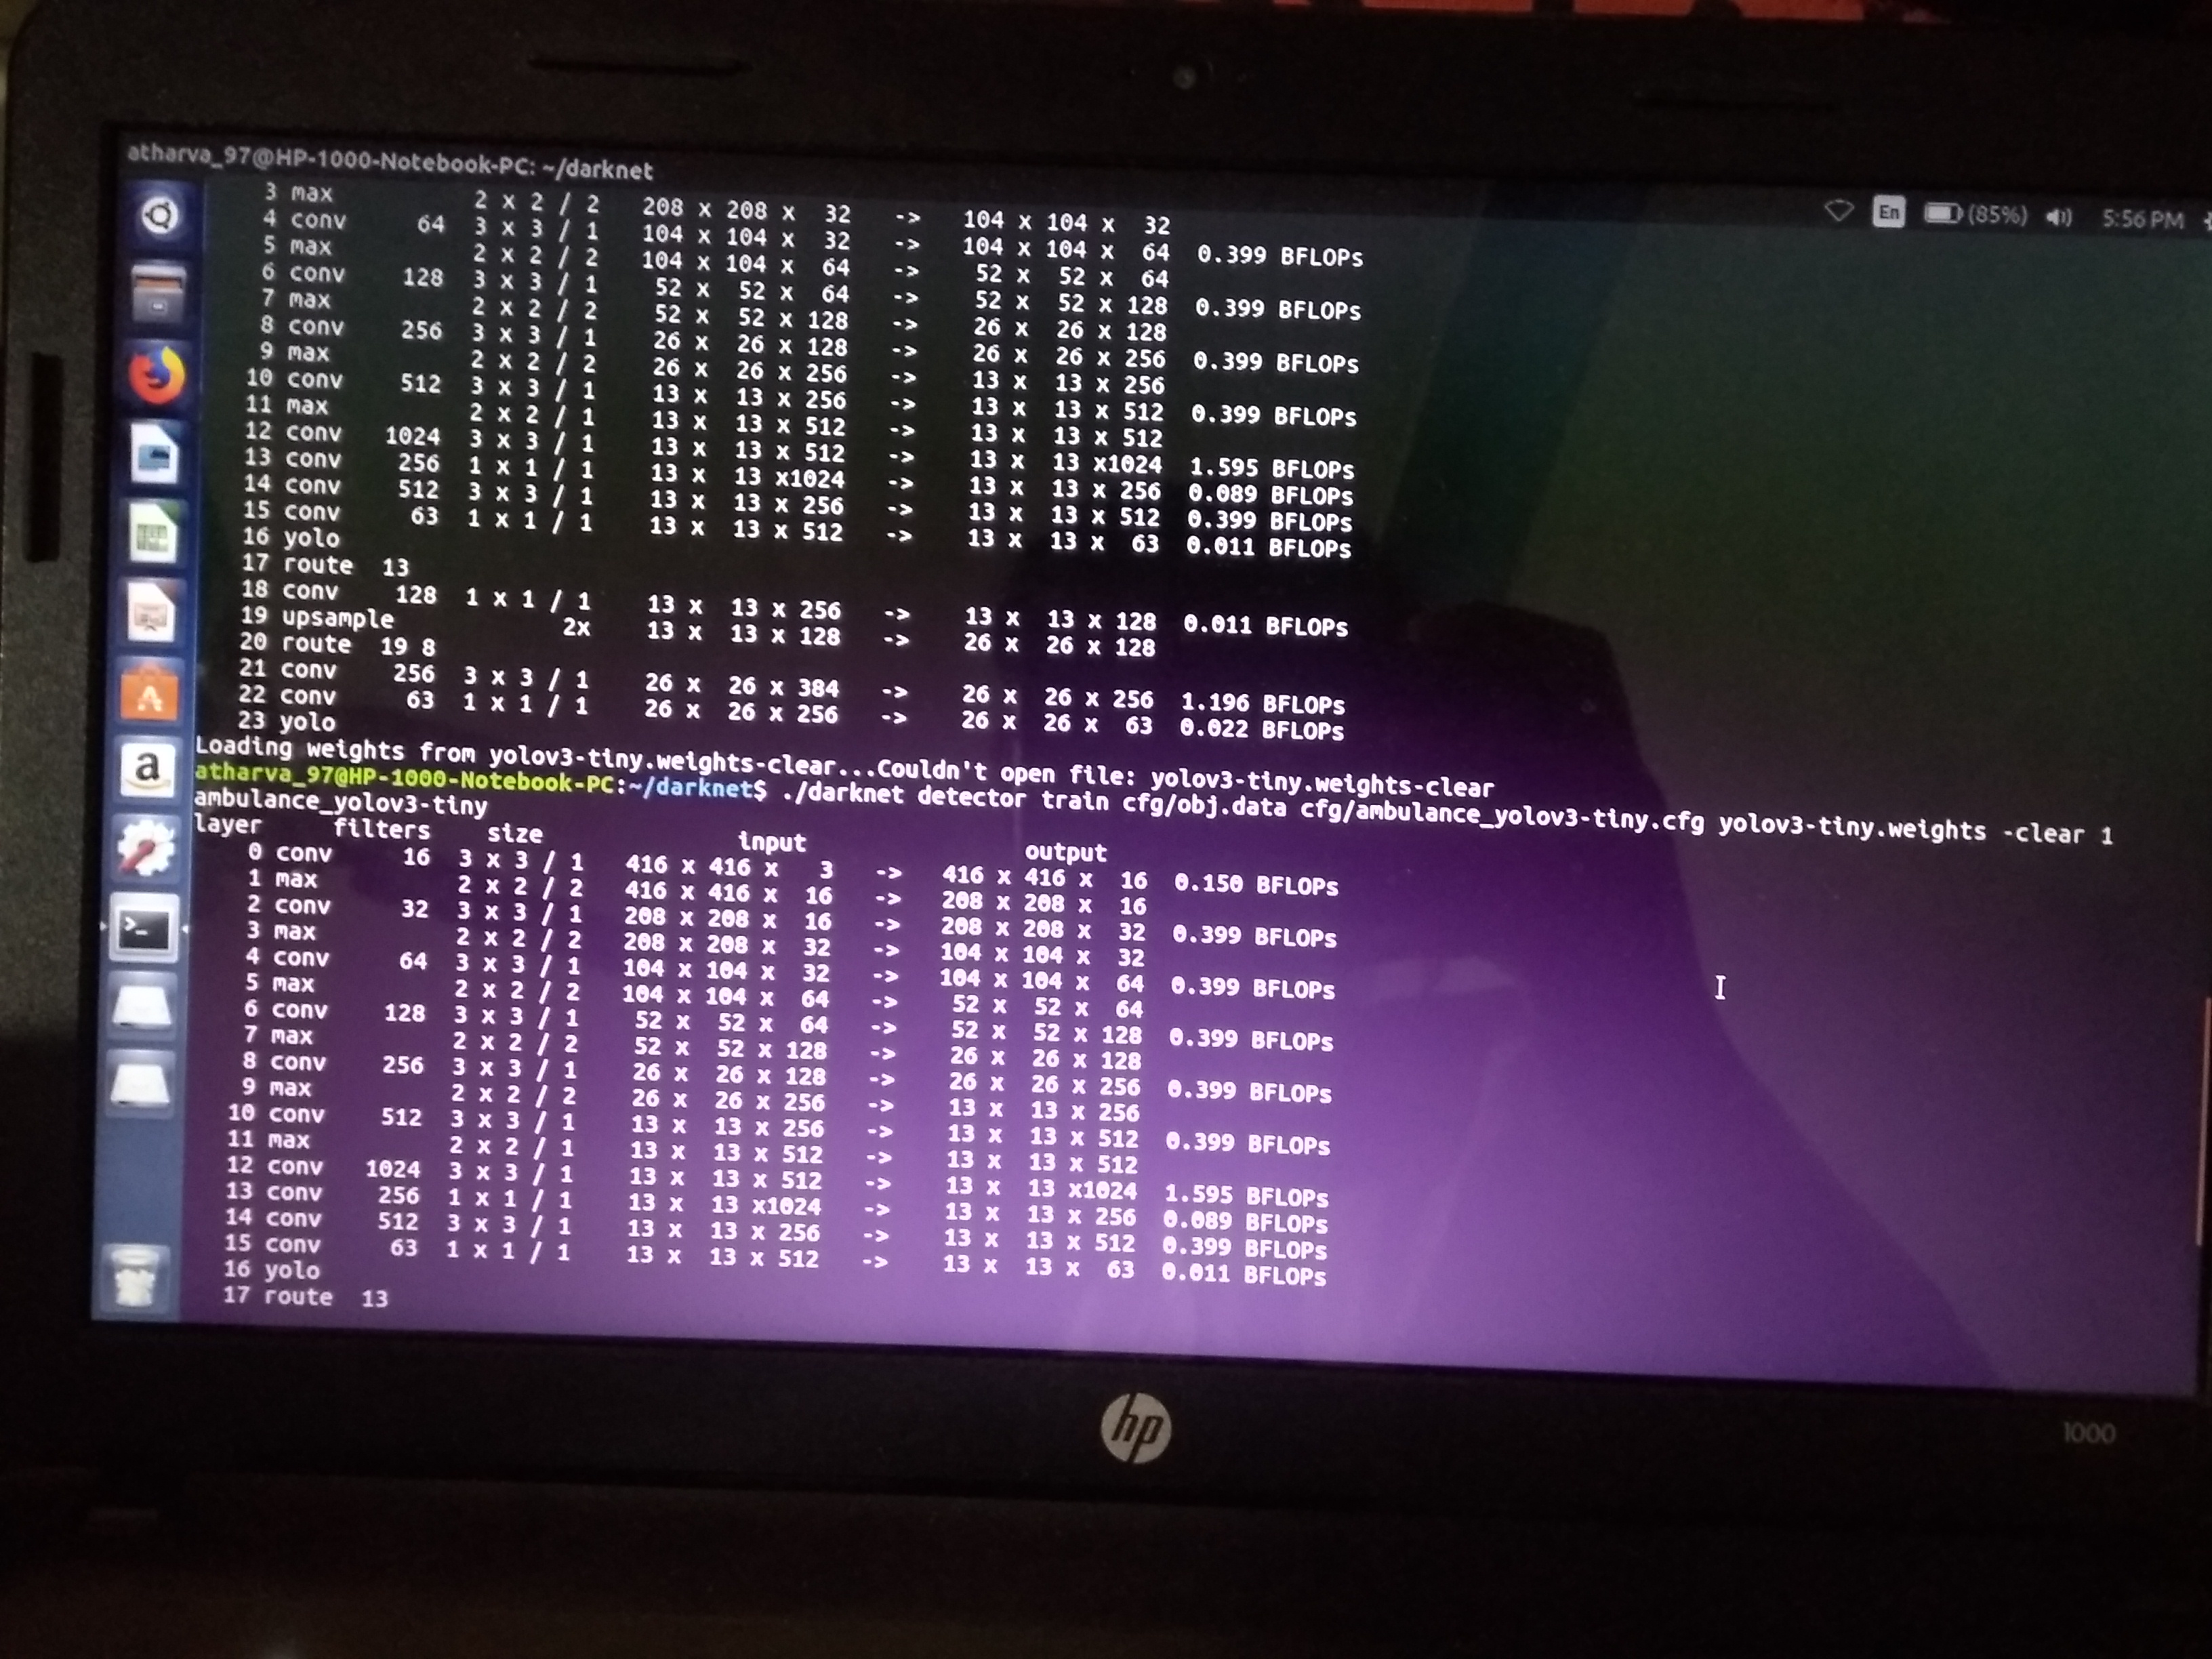 atharva_97@HP-1000-Notebook-PC: ~/darknet
En (85%) 5:56 PM
3 max 2 x 2 / 2 208 x 208 x 32 -> 104 x 104 x 32
4 conv 64 3 x 3 / 1 104 x 104 x 32 -> 104 x 104 x 64 0.399 BFLOPs
5 max 2 x 2 / 2 104 x 104 x 64 -> 52 x 52 x 64
6 conv 128 3 x 3 / 1 52 x 52 x 64 -> 52 x 52 x 128 0.399 BFLOPs
7 max 2 x 2 / 2 52 x 52 x 128 -> 26 x 26 x 128
8 conv 256 3 x 3 / 1 26 x 26 x 128 -> 26 x 26 x 256 0.399 BFLOPs
9 max 2 x 2 / 2 26 x 26 x 256 -> 13 x 13 x 256
10 conv 512 3 x 3 / 1 13 x 13 x 256 -> 13 x 13 x 512 0.399 BFLOPs
11 max 2 x 2 / 1 13 x 13 x 512 -> 13 x 13 x 512
12 conv 1024 3 x 3 / 1 13 x 13 x 512 -> 13 x 13 x1024 1.595 BFLOPs
13 conv 256 1 x 1 / 1 13 x 13 x1024 -> 13 x 13 x 256 0.089 BFLOPs
14 conv 512 3 x 3 / 1 13 x 13 x 256 -> 13 x 13 x 512 0.399 BFLOPs
15 conv 63 1 x 1 / 1 13 x 13 x 512 -> 13 x 13 x 63 0.011 BFLOPs
16 yolo
17 route 13
18 conv 128 1 x 1 / 1 13 x 13 x 256 -> 13 x 13 x 128 0.011 BFLOPs
19 upsample 2x 13 x 13 x 128 -> 26 x 26 x 128
20 route 19 8
21 conv 256 3 x 3 / 1 26 x 26 x 384 -> 26 x 26 x 256 1.196 BFLOPs
22 conv 63 1 x 1 / 1 26 x 26 x 256 -> 26 x 26 x 63 0.022 BFLOPs
23 yolo
Loading weights from yolov3-tiny.weights-clear...Couldn't open file: yolov3-tiny.weights-clear
atharva_97@HP-1000-Notebook-PC:~/darknet$ ./darknet detector train cfg/obj.data cfg/ambulance_yolov3-tiny.cfg yolov3-tiny.weights -clear 1
ambulance_yolov3-tiny
layer filters size input output
0 conv 16 3 x 3 / 1 416 x 416 x 3 -> 416 x 416 x 16 0.150 BFLOPs
1 max 2 x 2 / 2 416 x 416 x 16 -> 208 x 208 x 16
2 conv 32 3 x 3 / 1 208 x 208 x 16 -> 208 x 208 x 32 0.399 BFLOPs
3 max 2 x 2 / 2 208 x 208 x 32 -> 104 x 104 x 32
4 conv 64 3 x 3 / 1 104 x 104 x 32 -> 104 x 104 x 64 0.399 BFLOPs
5 max 2 x 2 / 2 104 x 104 x 64 -> 52 x 52 x 64
6 conv 128 3 x 3 / 1 52 x 52 x 64 -> 52 x 52 x 128 0.399 BFLOPs
7 max 2 x 2 / 2 52 x 52 x 128 -> 26 x 26 x 128
8 conv 256 3 x 3 / 1 26 x 26 x 128 -> 26 x 26 x 256 0.399 BFLOPs
9 max 2 x 2 / 2 26 x 26 x 256 -> 13 x 13 x 256
10 conv 512 3 x 3 / 1 13 x 13 x 256 -> 13 x 13 x 512 0.399 BFLOPs
11 max 2 x 2 / 1 13 x 13 x 512 -> 13 x 13 x 512
12 conv 1024 3 x 3 / 1 13 x 13 x 512 -> 13 x 13 x1024 1.595 BFLOPs
13 conv 256 1 x 1 / 1 13 x 13 x1024 -> 13 x 13 x 256 0.089 BFLOPs
14 conv 512 3 x 3 / 1 13 x 13 x 256 -> 13 x 13 x 512 0.399 BFLOPs
15 conv 63 1 x 1 / 1 13 x 13 x 512 -> 13 x 13 x 63 0.011 BFLOPs
16 yolo
17 route 13
hp
1000